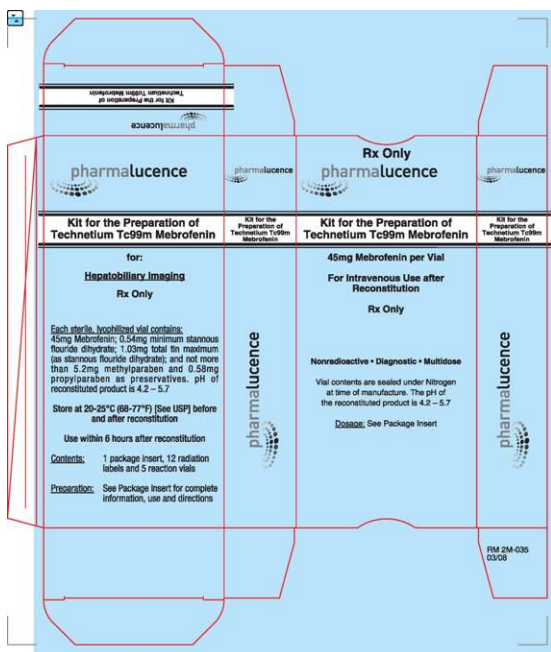 Kit for the Preparation of
Technetium Tc99m Mebrofenin
pharmalucence
pharmalucence
Kit for the Preparation of
Technetium Tc99m Mebrofenin
for:
Hepatobiliary Imaging
Rx Only
Each sterile, lyophilized vial contains:
45mg Mebrofenin; 0.54mg minimum stannous
flouride dihydrate; 1.03mg total tin maximum
(as stannous flouride dihydrate); and not more
than 5.2mg methylparaben and 0.58mg
propylparaben as preservatives. pH of
reconstituted product is 4.2 – 5.7
Store at 20-25°C (68-77°F) [See USP] before
and after reconstitution
Use within 6 hours after reconstitution
Contents: 1 package insert, 12 radiation
labels and 5 reaction vials
Preparation: See Package Insert for complete
information, use and directions
pharmalucence
Kit for the
Preparation of
Technetium Tc99m
Mebrofenin
pharmalucence
Rx Only
pharmalucence
Kit for the Preparation of
Technetium Tc99m Mebrofenin
45mg Mebrofenin per Vial
For Intravenous Use after
Reconstitution
Rx Only
Nonradioactive • Diagnostic • Multidose
Vial contents are sealed under Nitrogen
at time of manufacture. The pH of
the reconstituted product is 4.2 – 5.7
Dosage: See Package Insert
pharmalucence
Kit for the
Preparation of
Technetium Tc99m
Mebrofenin
pharmalucence
RM 2M-035
03/08